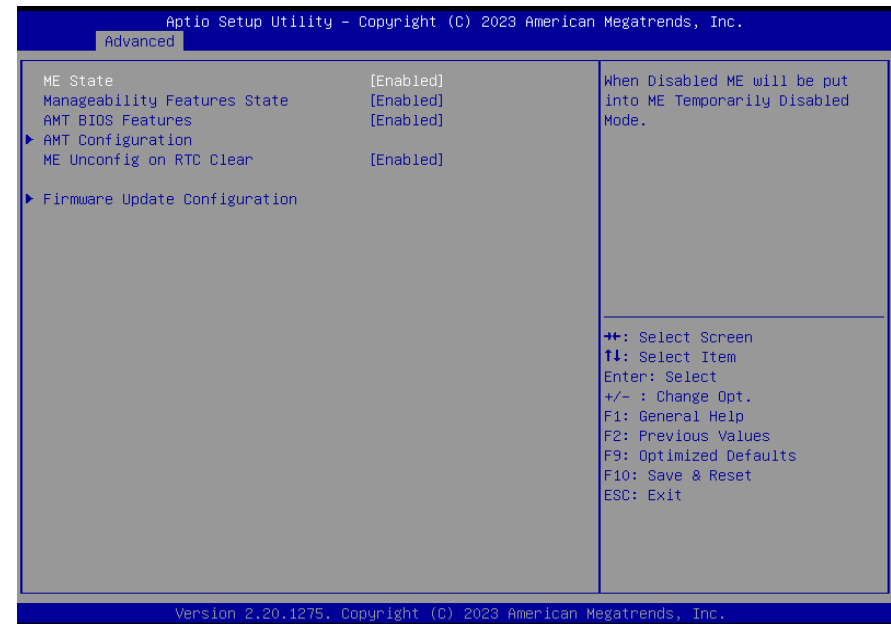 Aptio Setup Utility – Copyright (C) 2023 American Megatrends, Inc.
Advanced
ME State [Enabled]
Manageability Features State [Enabled]
AMT BIOS Features [Enabled]
▶ AMT Configuration
ME Unconfig on RTC Clear [Enabled]
▶ Firmware Update Configuration
When Disabled ME will be put
into ME Temporarily Disabled
Mode.
→←: Select Screen
↑↓: Select Item
Enter: Select
+/- : Change Opt.
F1: General Help
F2: Previous Values
F9: Optimized Defaults
F10: Save & Reset
ESC: Exit
Version 2.20.1275. Copyright (C) 2023 American Megatrends, Inc.